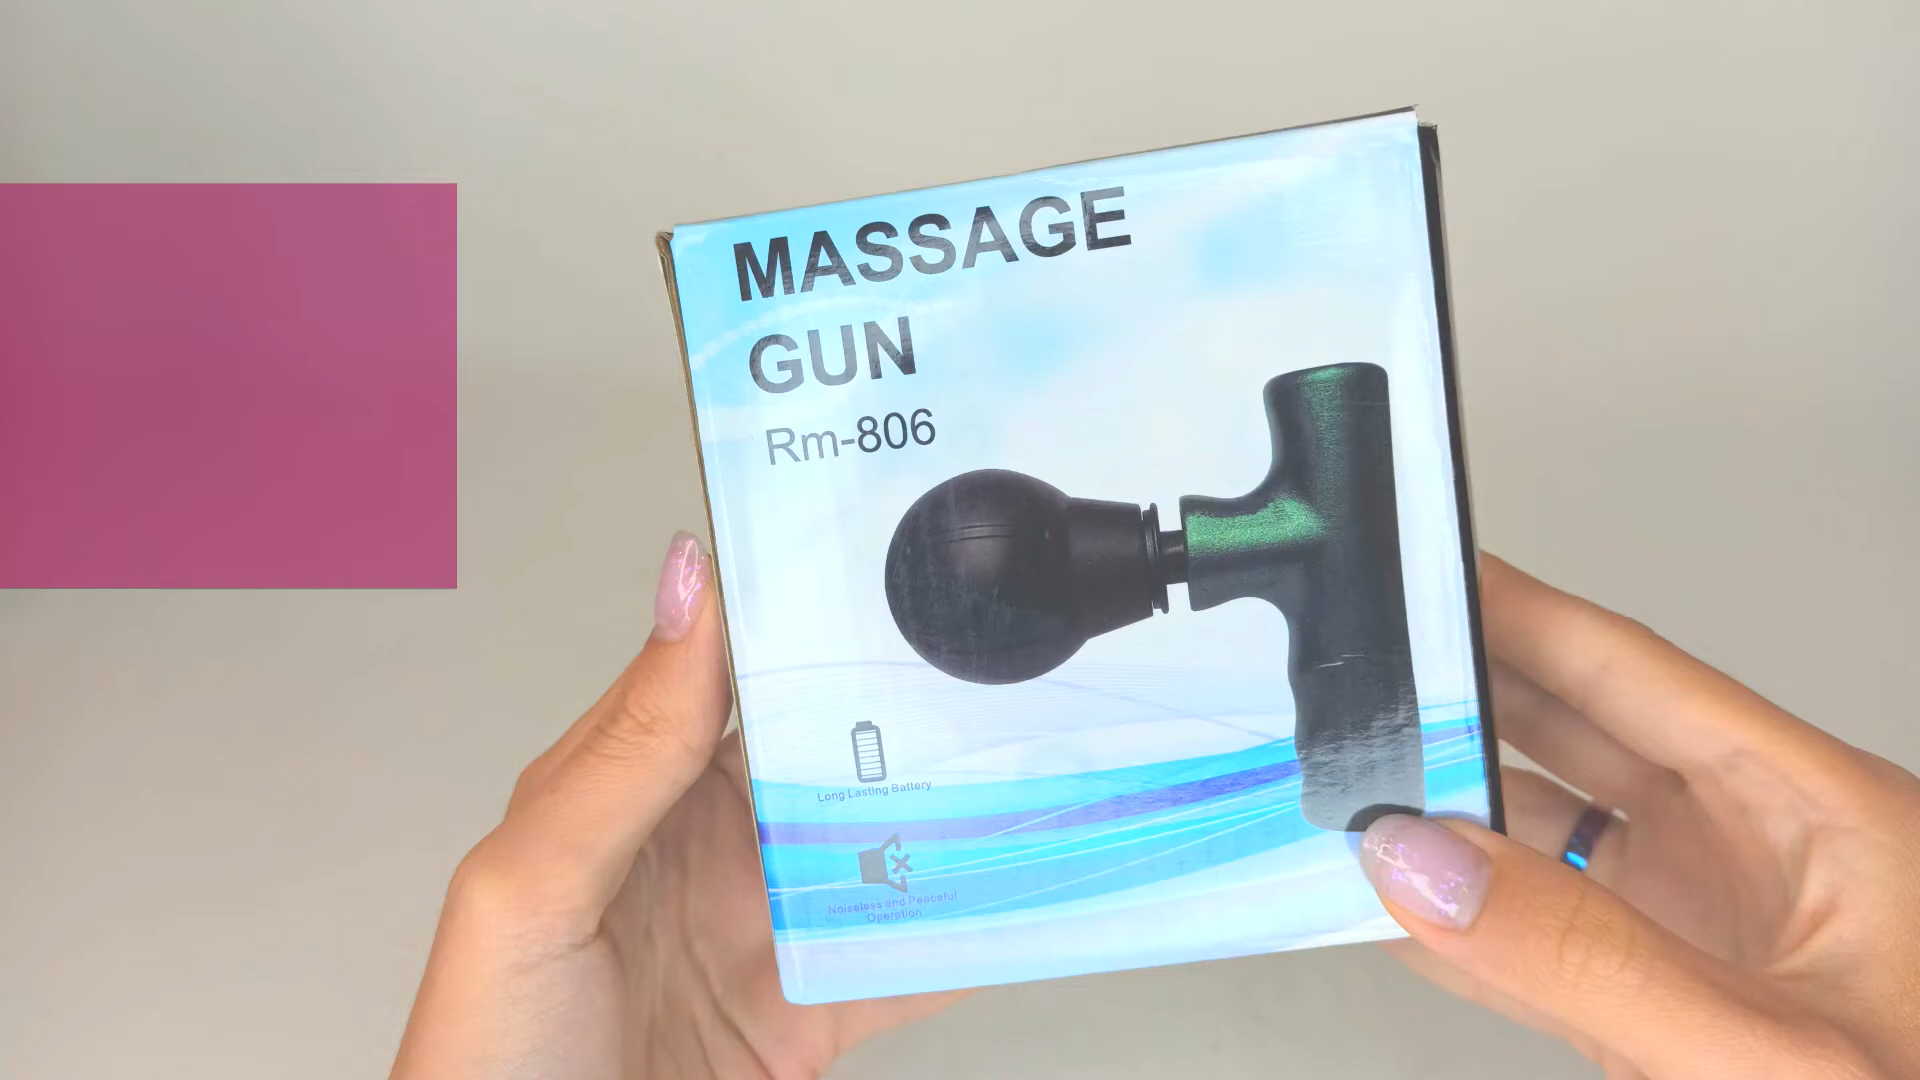 MASSAGE
GUN
Rm-806
Long Lasting Battery
Noiseless and Peaceful
Operation